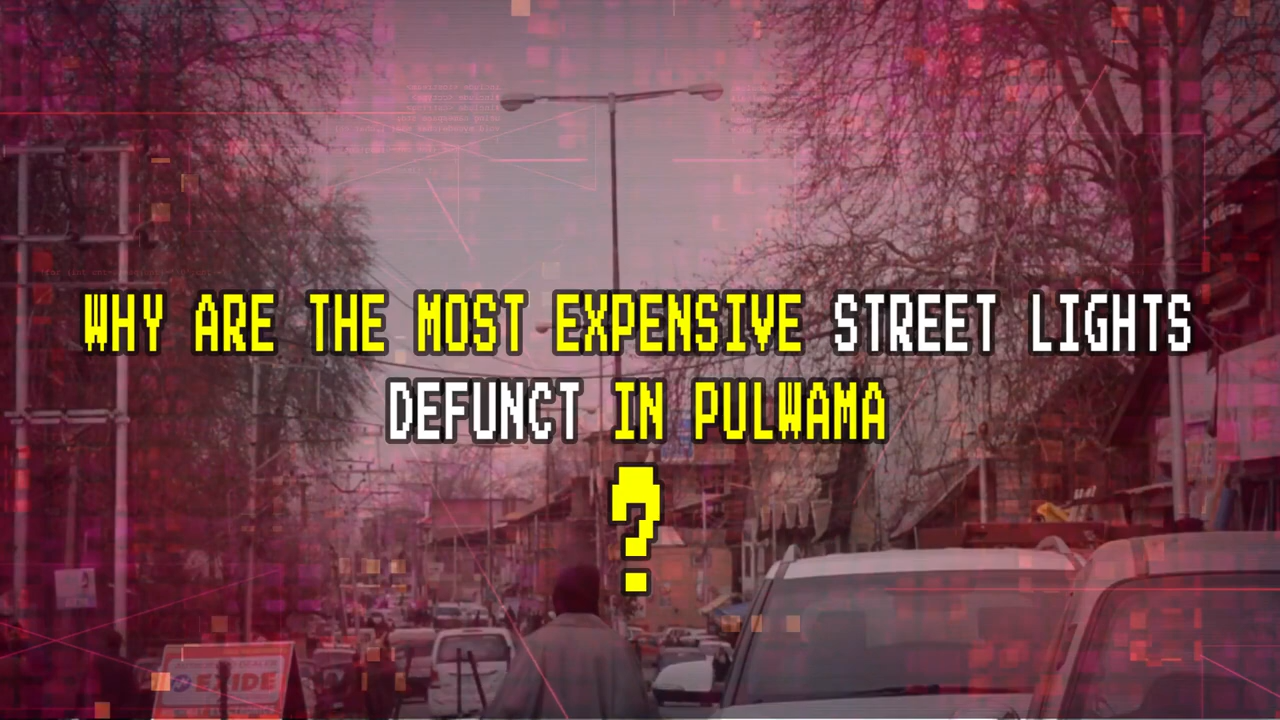 WHY ARE THE MOST EXPENSIVE STREET LIGHTS
DEFUNCT IN PULWAMA
?
EXIDE